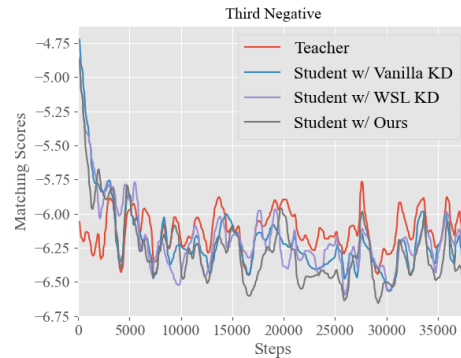 Third Negative
Teacher
Student w/ Vanilla KD
Student w/ WSL KD
Student w/ Ours
Matching Scores
−4.75
−5.00
−5.25
−5.50
−5.75
−6.00
−6.25
−6.50
−6.75
0 5000 10000 15000 20000 25000 30000 35000
Steps